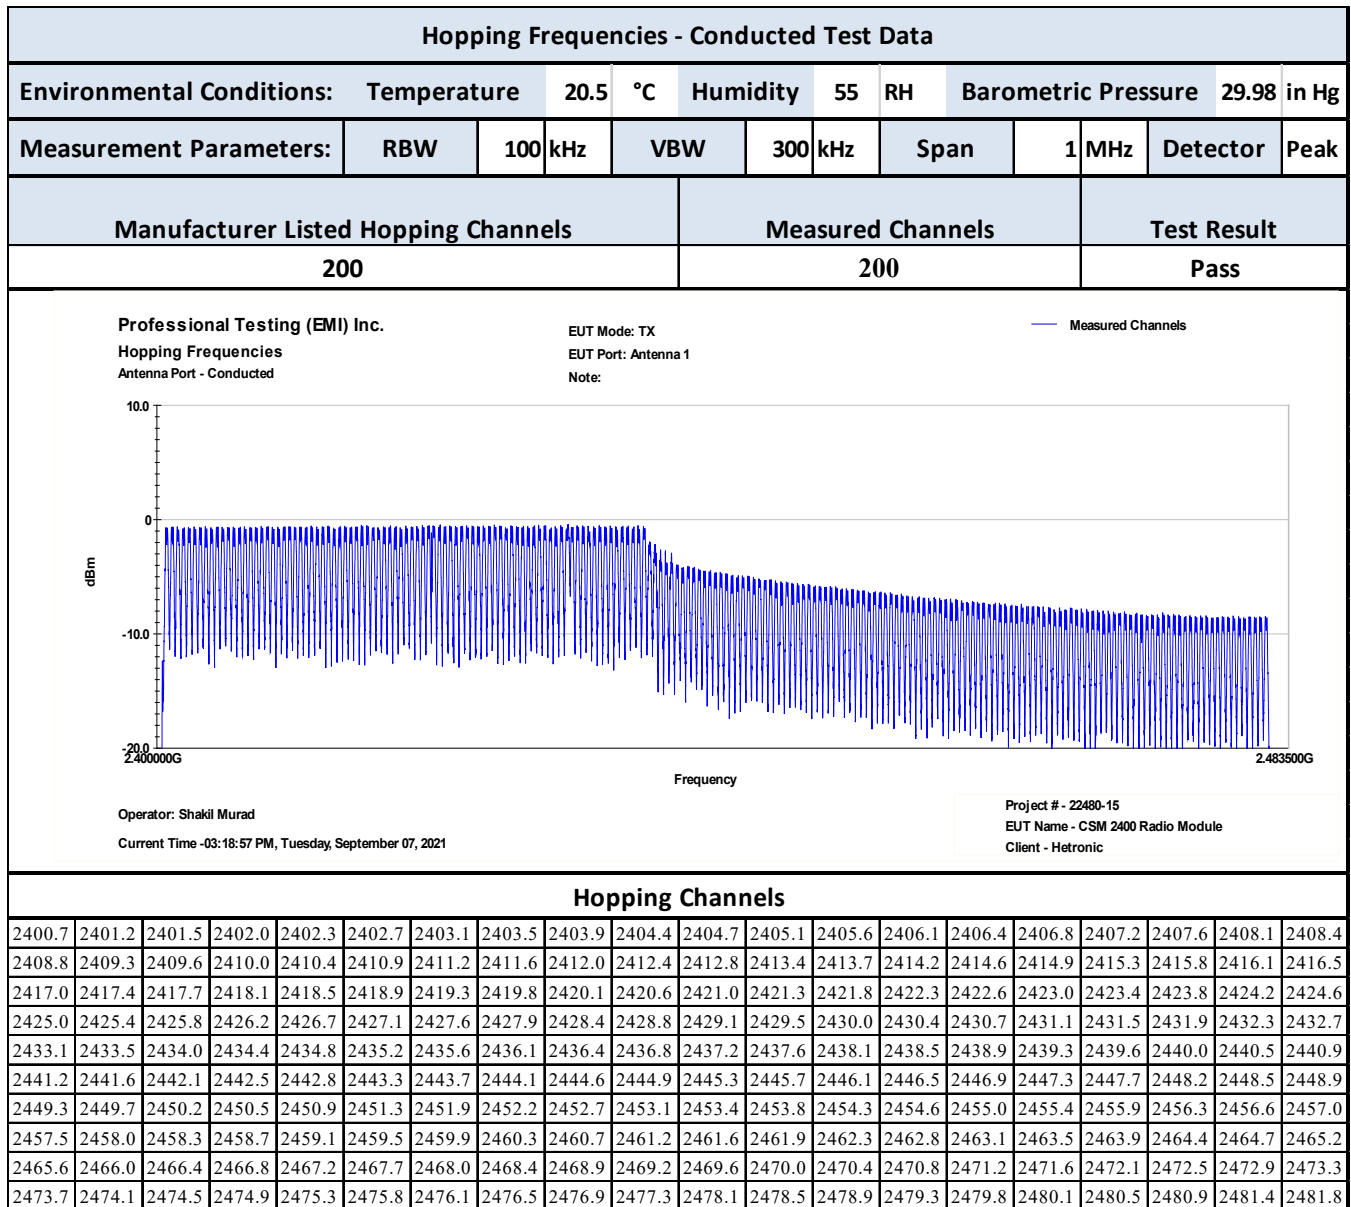 Hopping Frequencies - Conducted Test Data
Environmental Conditions: Temperature 20.5 °C Humidity 55 RH Barometric Pressure 29.98 in Hg
Measurement Parameters: RBW 100 kHz VBW 300 kHz Span 1 MHz Detector Peak
Manufacturer Listed Hopping Channels Measured Channels Test Result
200 200 Pass
Professional Testing (EMI) Inc.
Hopping Frequencies
Antenna Port - Conducted
EUT Mode: TX
EUT Port: Antenna 1
Note:
Measured Channels
10.0
0
-10.0
-20.0
dBm
2.400000G
2.483500G
Frequency
Operator: Shakil Murad
Current Time -03:18:57 PM, Tuesday, September 07, 2021
Project # - 22480-15
EUT Name - CSM 2400 Radio Module
Client - Hetronic
Hopping Channels
2400.7 2401.2 2401.5 2402.0 2402.3 2402.7 2403.1 2403.5 2403.9 2404.4 2404.7 2405.1 2405.6 2406.1 2406.4 2406.8 2407.2 2407.6 2408.1 2408.4
2408.8 2409.3 2409.6 2410.0 2410.4 2410.9 2411.2 2411.6 2412.0 2412.4 2412.8 2413.4 2413.7 2414.2 2414.6 2414.9 2415.3 2415.8 2416.1 2416.5
2417.0 2417.4 2417.7 2418.1 2418.5 2418.9 2419.3 2419.8 2420.1 2420.6 2421.0 2421.3 2421.8 2422.3 2422.6 2423.0 2423.4 2423.8 2424.2 2424.6
2425.0 2425.4 2425.8 2426.2 2426.7 2427.1 2427.6 2427.9 2428.4 2428.8 2429.1 2429.5 2430.0 2430.4 2430.7 2431.1 2431.5 2431.9 2432.3 2432.7
2433.1 2433.5 2434.0 2434.4 2434.8 2435.2 2435.6 2436.1 2436.4 2436.8 2437.2 2437.6 2438.1 2438.5 2438.9 2439.3 2439.6 2440.0 2440.5 2440.9
2441.2 2441.6 2442.1 2442.5 2442.8 2443.3 2443.7 2444.1 2444.6 2444.9 2445.3 2445.7 2446.1 2446.5 2446.9 2447.3 2447.7 2448.2 2448.5 2448.9
2449.3 2449.7 2450.2 2450.5 2450.9 2451.3 2451.9 2452.2 2452.7 2453.1 2453.4 2453.8 2454.3 2454.6 2455.0 2455.4 2455.9 2456.3 2456.6 2457.0
2457.5 2458.0 2458.3 2458.7 2459.1 2459.5 2459.9 2460.3 2460.7 2461.2 2461.6 2461.9 2462.3 2462.8 2463.1 2463.5 2463.9 2464.4 2464.7 2465.2
2465.6 2466.0 2466.4 2466.8 2467.2 2467.7 2468.0 2468.4 2468.9 2469.2 2469.6 2470.0 2470.4 2470.8 2471.2 2471.6 2472.1 2472.5 2472.9 2473.3
2473.7 2474.1 2474.5 2474.9 2475.3 2475.8 2476.1 2476.5 2476.9 2477.3 2478.1 2478.5 2478.9 2479.3 2479.8 2480.1 2480.5 2480.9 2481.4 2481.8